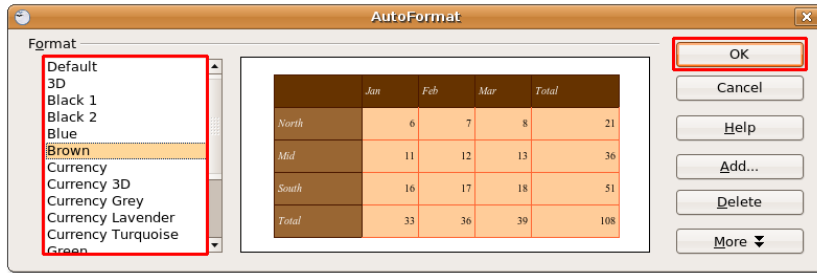 AutoFormat
Format
Default
3D
Black 1
Black 2
Blue
Brown
Currency
Currency 3D
Currency Grey
Currency Lavender
Currency Turquoise
Green
Jan Feb Mar Total
North 6 7 8 21
Mid 11 12 13 36
South 16 17 18 51
Total 33 36 39 108
OK
Cancel
Help
Add...
Delete
More